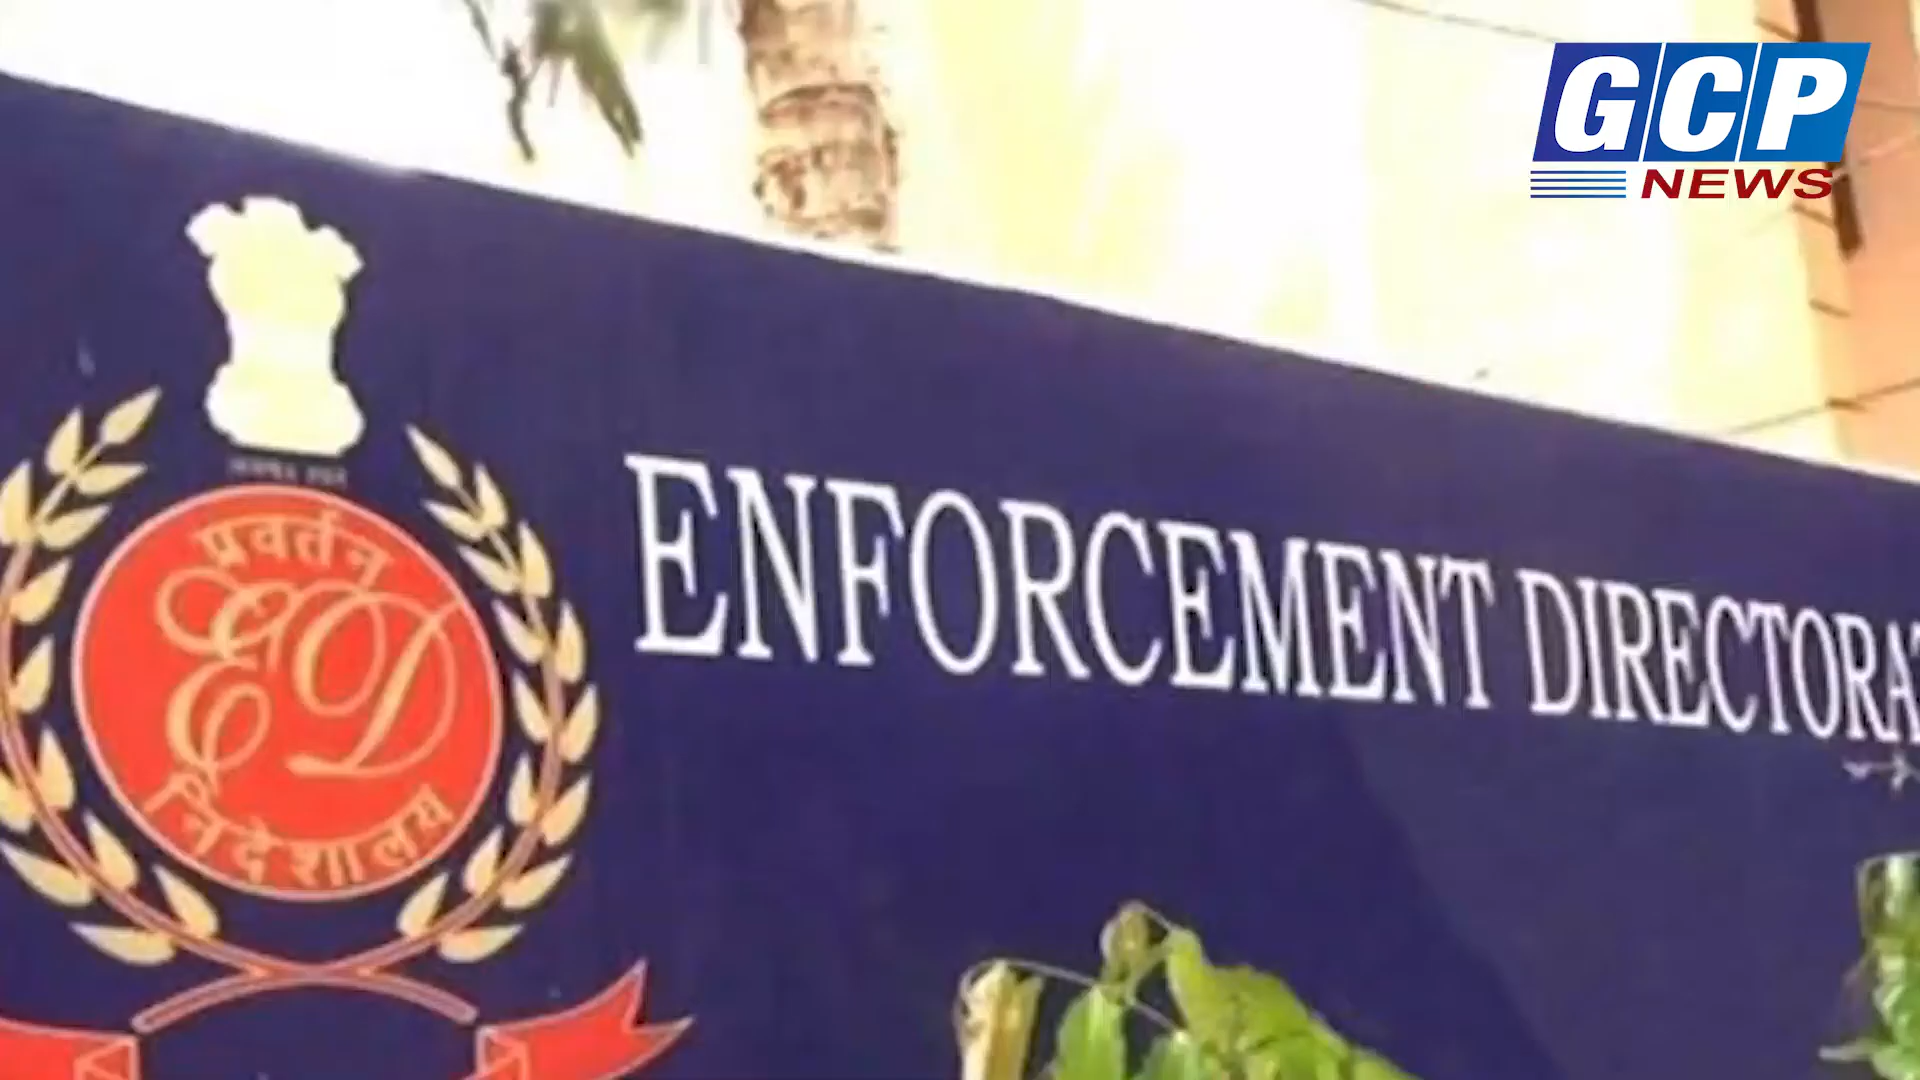 GCP
NEWS
प्रवर्तन
ED
निदेशालय
ENFORCEMENT DIRECTORAT